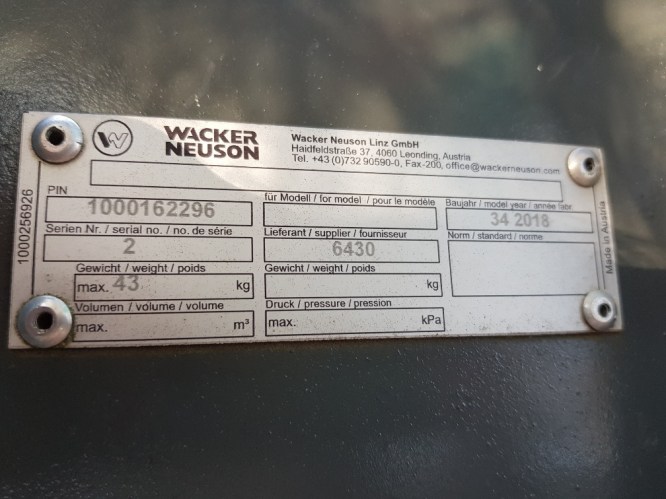 WACKER
NEUSON
Wacker Neuson Linz GmbH
Haidfeldstraße 37, 4060 Leonding, Austria
Tel. +43 (0)732 90590-0, Fax-200, office@wackerneuson.com
PIN
1000162296
für Modell / for model / pour le modèle
Baujahr / model year / année fabr.
34 2018
Serien Nr. / serial no. / no. de série
2
Lieferant / supplier / fournisseur
6430
Norm / standard / norme
Gewicht / weight / poids
max. 43 kg
Gewicht / weight / poids
kg
Volumen / volume / volume
max. m³
Druck / pressure / pression
max. kPa
1000256926
Made in Austria